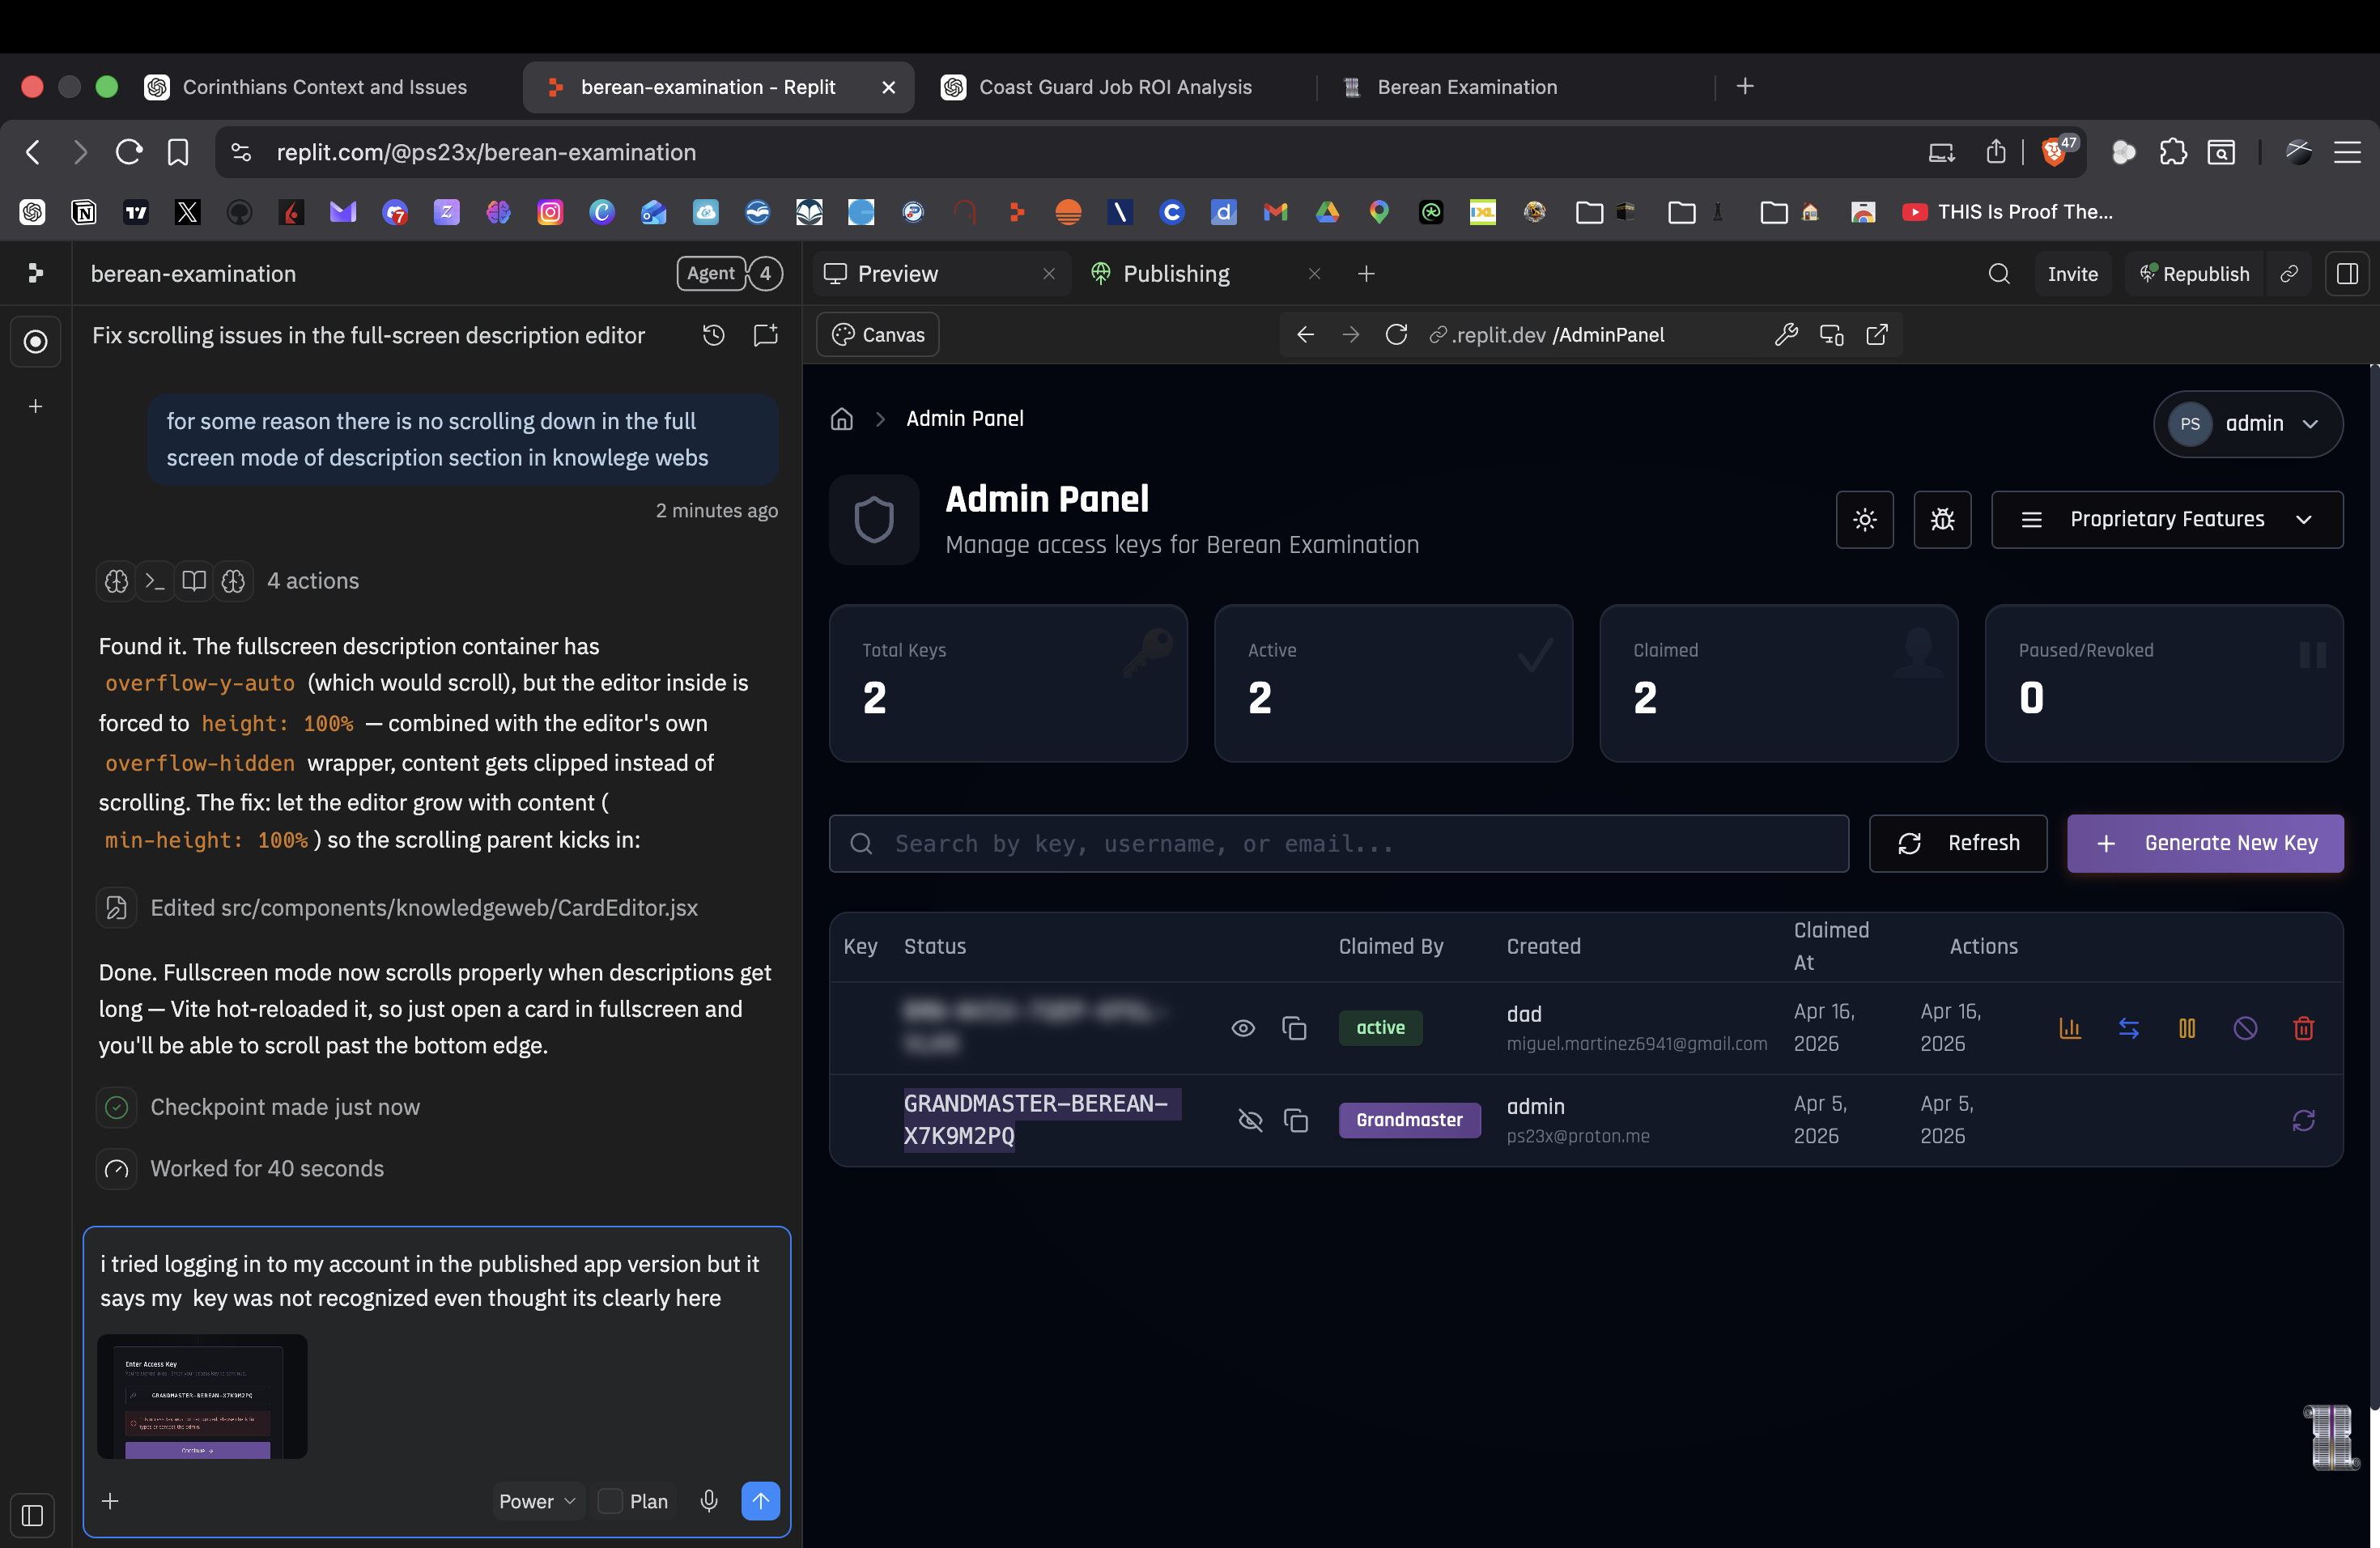 Corinthians Context and Issues
berean-examination - Replit
Coast Guard Job ROI Analysis
Berean Examination
replit.com/@ps23x/berean-examination
47
7
THIS Is Proof The...
berean-examination
Agent 4
Preview
Publishing
Invite
Republish
Fix scrolling issues in the full-screen description editor
Canvas
.replit.dev /AdminPanel
for some reason there is no scrolling down in the full
screen mode of description section in knowlege webs
2 minutes ago
4 actions
Found it. The fullscreen description container has
overflow-y-auto (which would scroll), but the editor inside is
forced to height: 100% — combined with the editor's own
overflow-hidden wrapper, content gets clipped instead of
scrolling. The fix: let the editor grow with content (
min-height: 100% ) so the scrolling parent kicks in:
Edited src/components/knowledgeweb/CardEditor.jsx
Done. Fullscreen mode now scrolls properly when descriptions get
long — Vite hot-reloaded it, so just open a card in fullscreen and
you'll be able to scroll past the bottom edge.
Checkpoint made just now
Worked for 40 seconds
i tried logging in to my account in the published app version but it
says my  key was not recognized even thought its clearly here
Enter Access Key
GRANDMASTER-BEREAN-X7K9M2PQ
Continue →
Power
Plan
Admin Panel
PS admin
Admin Panel
Manage access keys for Berean Examination
Proprietary Features
Total Keys
2
Active
2
Claimed
2
Paused/Revoked
0
Search by key, username, or email...
Refresh
+ Generate New Key
Key Status Claimed By Created Claimed At Actions
active
dad
miguel.martinez6941@gmail.com
Apr 16, 2026
Apr 16, 2026
GRANDMASTER-BEREAN-
X7K9M2PQ
Grandmaster
admin
ps23x@proton.me
Apr 5, 2026
Apr 5, 2026